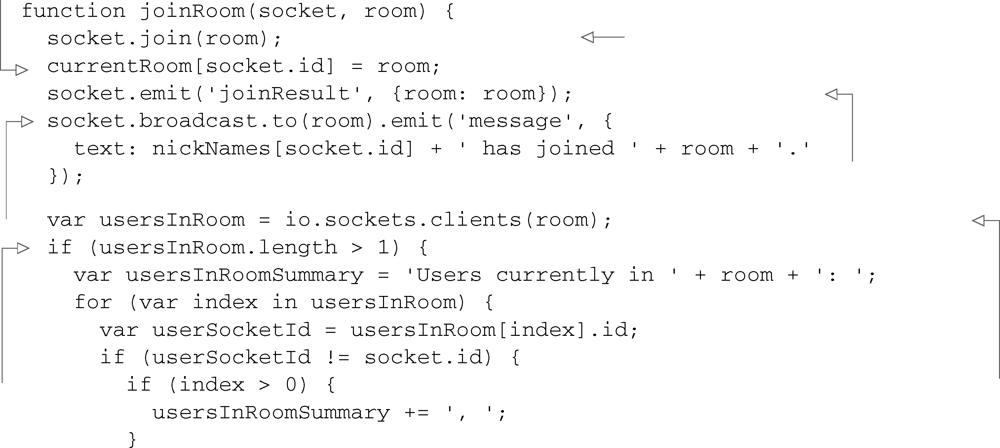 function joinRoom(socket, room) {
  socket.join(room);
  currentRoom[socket.id] = room;
  socket.emit('joinResult', {room: room});
  socket.broadcast.to(room).emit('message', {
    text: nickNames[socket.id] + ' has joined ' + room + '.'
  });

  var usersInRoom = io.sockets.clients(room);
  if (usersInRoom.length > 1) {
    var usersInRoomSummary = 'Users currently in ' + room + ': ';
    for (var index in usersInRoom) {
      var userSocketId = usersInRoom[index].id;
      if (userSocketId != socket.id) {
        if (index > 0) {
          usersInRoomSummary += ', ';
        }